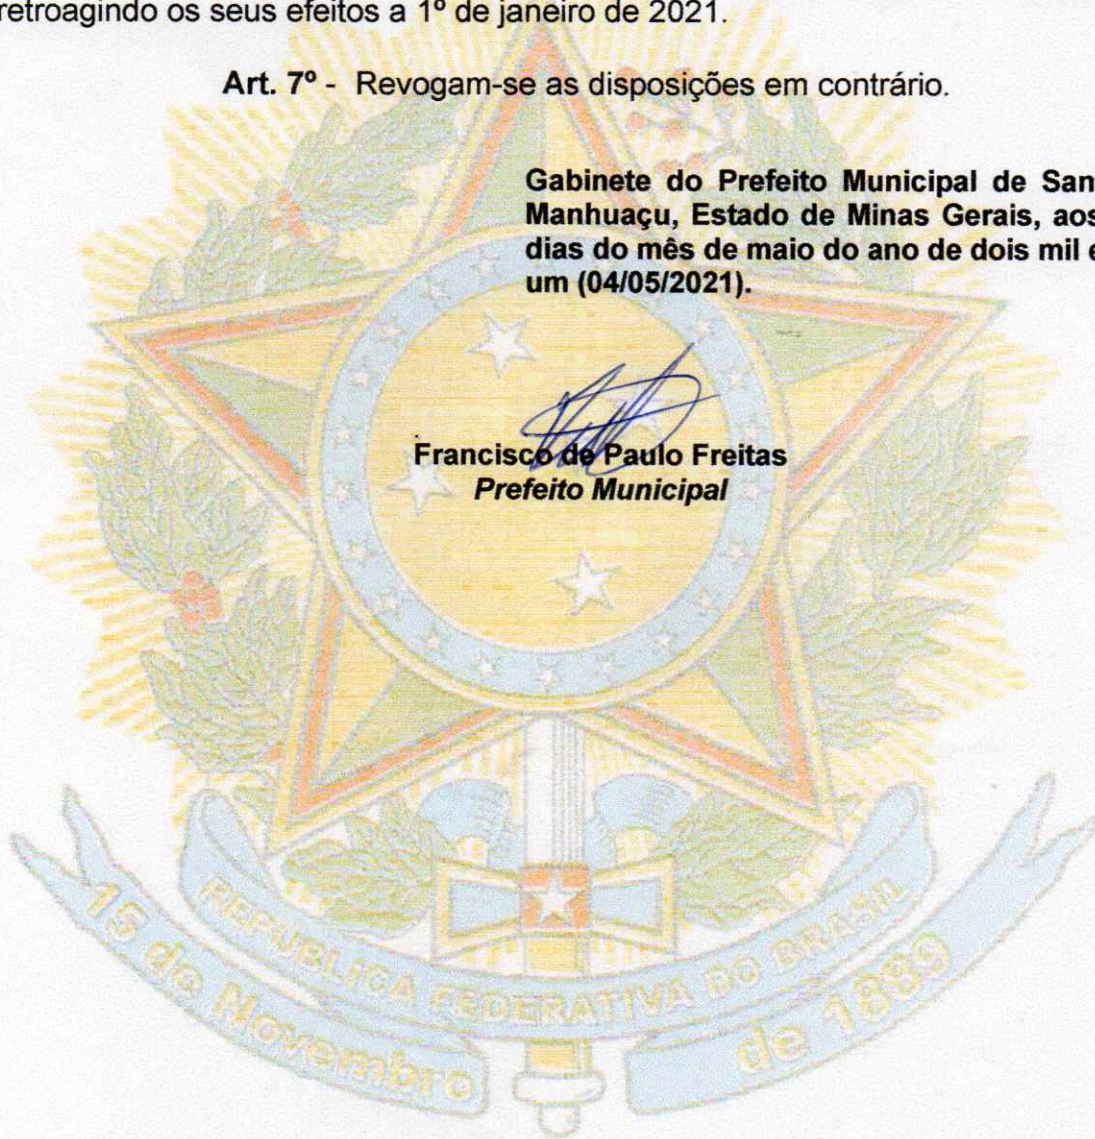 retroagindo os seus efeitos a 1º de janeiro de 2021.
Art. 7º - Revogam-se as disposições em contrário.
Gabinete do Prefeito Municipal de San
Manhuaçu, Estado de Minas Gerais, aos
dias do mês de maio do ano de dois mil e
um (04/05/2021).
Francisco de Paulo Freitas
Prefeito Municipal
REPUBLICA FEDERATIVA DO BRASIL
15 de Novembro
de 1889